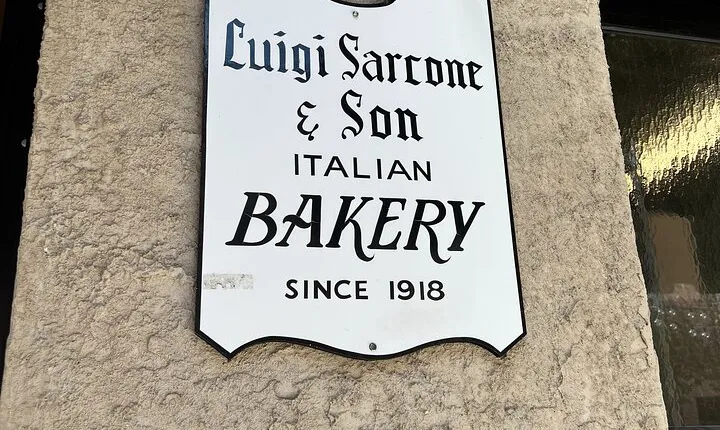 Luigi Sarcone
& Son
ITALIAN
BAKERY
SINCE 1918